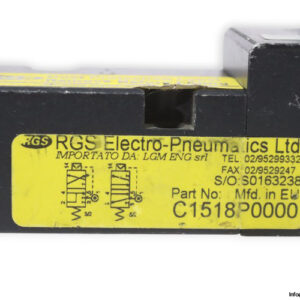 RGS RGS Electro-Pneumatics Ltd
IMPORTATO DA: LGM ENG srl
TEL 02/9529933
FAX 02/9529247
S/O:S0163238
Part No: Mfd. in EU
C1518P0000